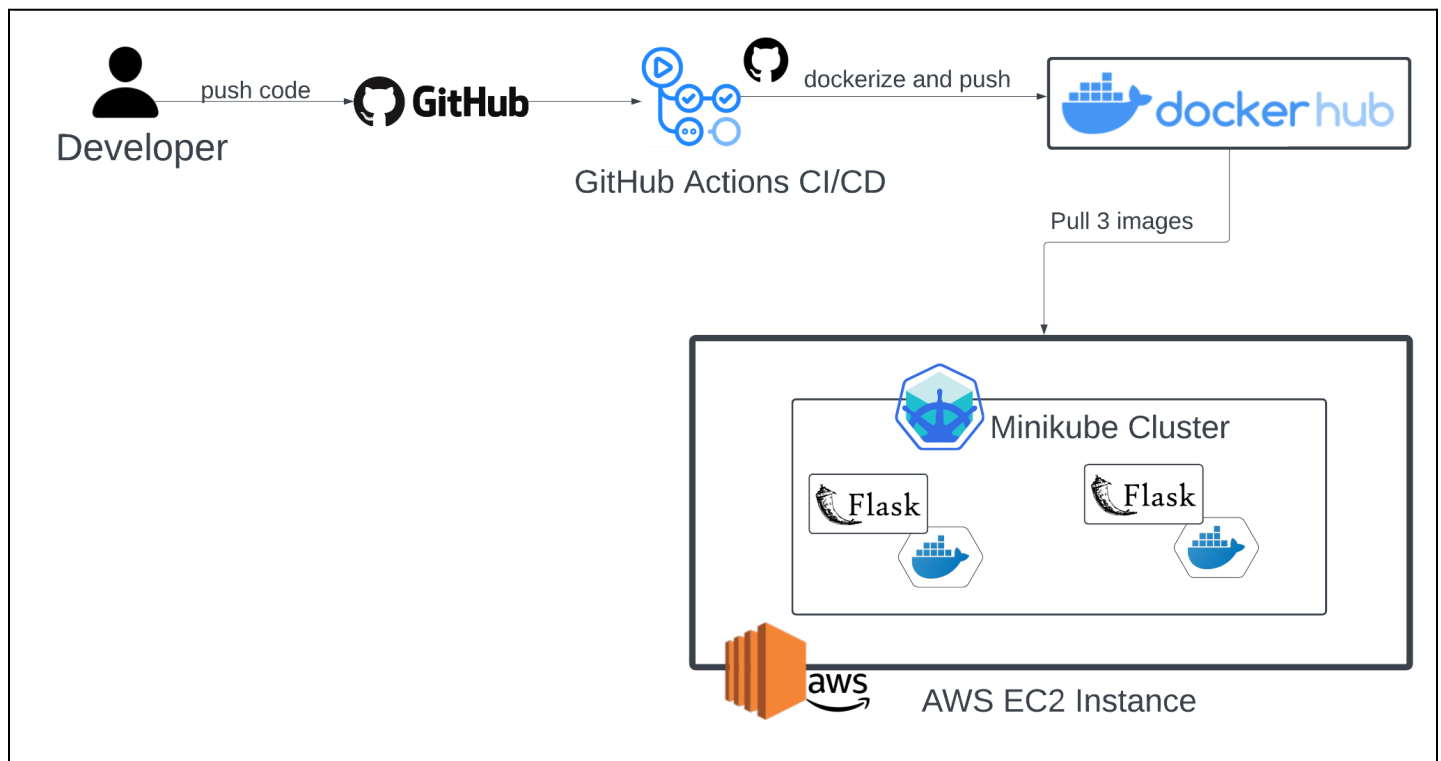 push code
Developer
GitHub
GitHub Actions CI/CD
dockerize and push
docker hub
Pull 3 images
Minikube Cluster
Flask
Flask
aws
AWS EC2 Instance